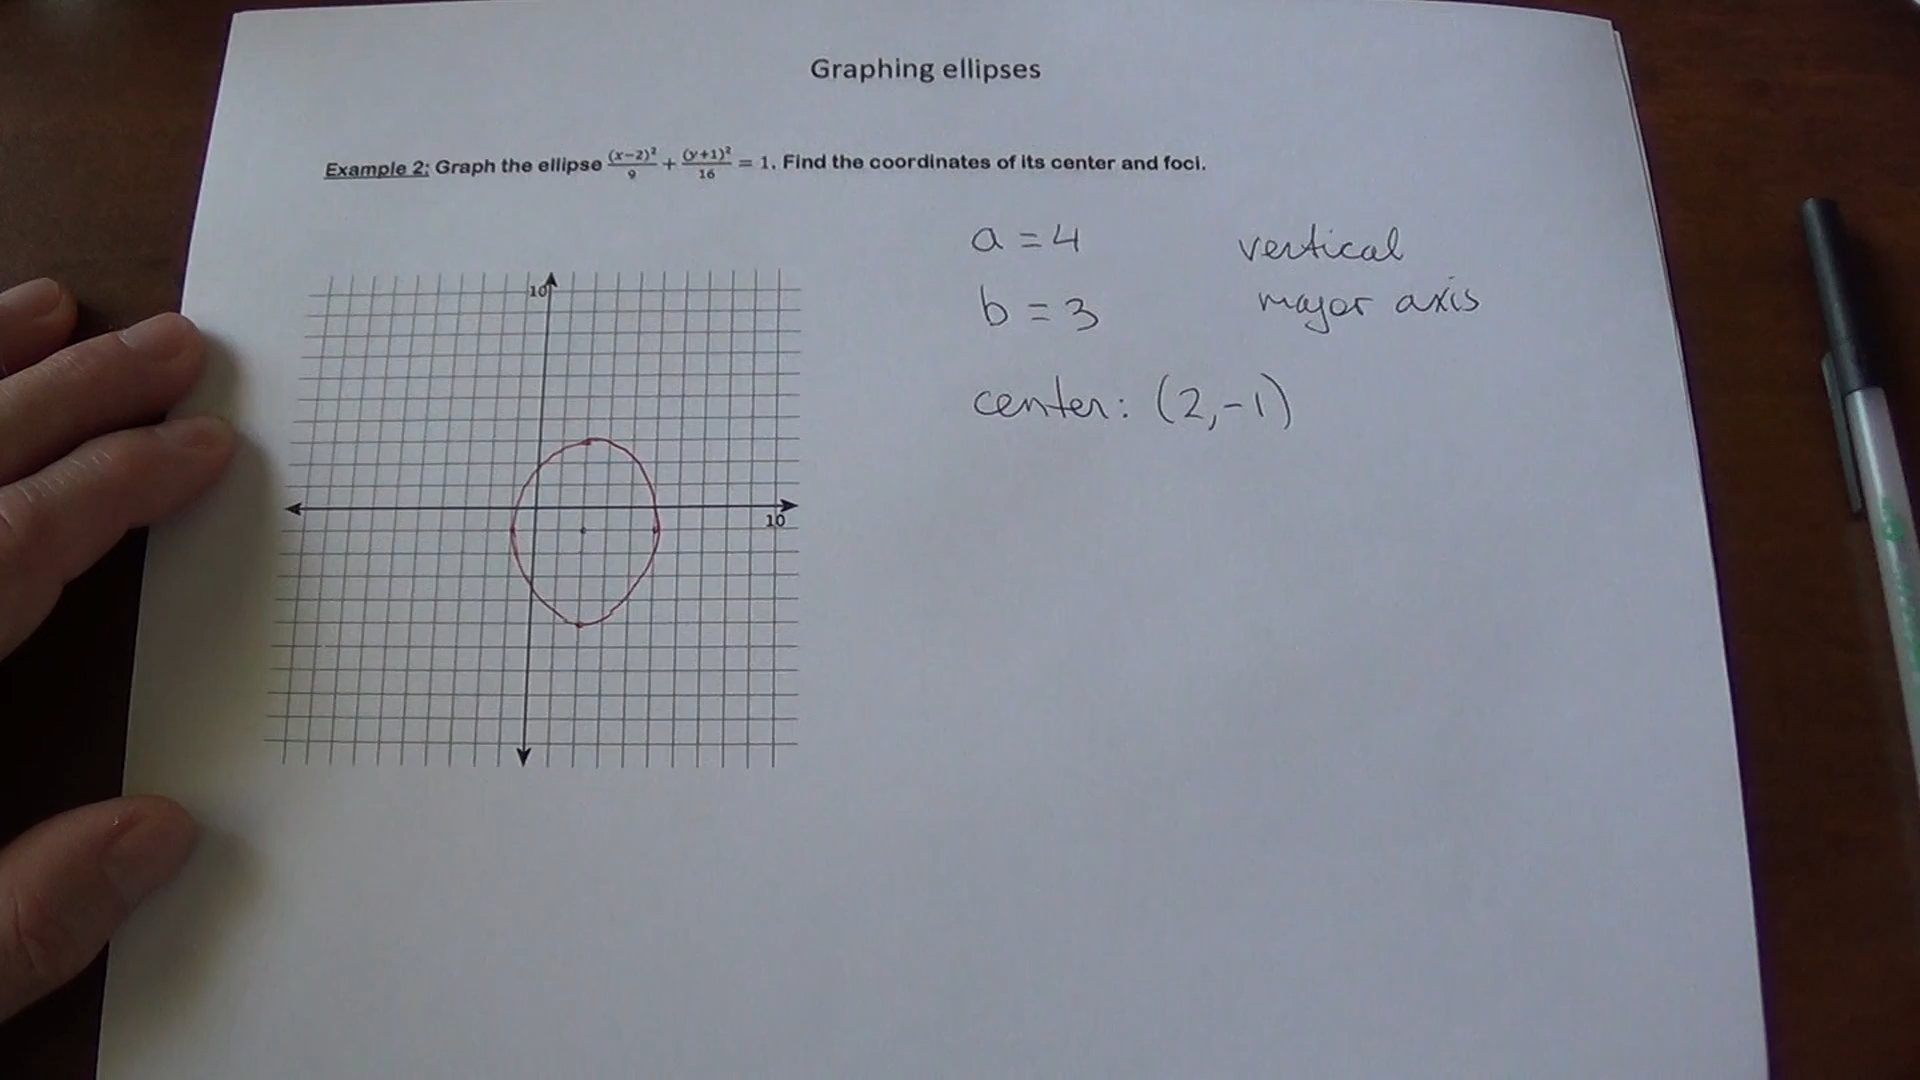 Graphing ellipses
Example 2: Graph the ellipse (x−2)²/9 + (y+1)²/16 = 1. Find the coordinates of its center and foci.
a = 4 vertical
b = 3 major axis
center: (2,-1)
10
10